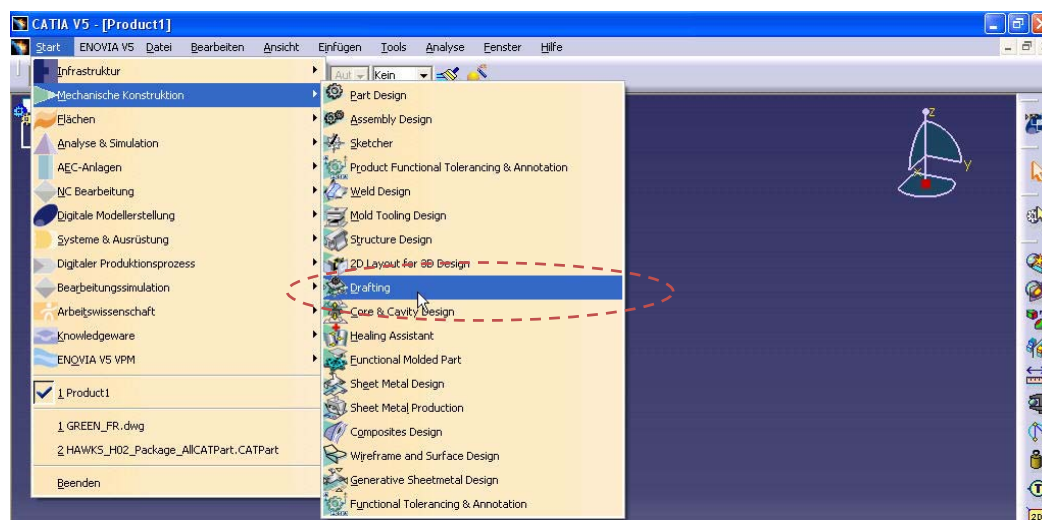 CATIA V5 - [Product1]
Start ENOVIA V5 Datei Bearbeiten Ansicht Einfügen Tools Analyse Fenster Hilfe
Aut Kein
Infrastruktur
Mechanische Konstruktion
Flächen
Analyse & Simulation
AEC-Anlagen
NC Bearbeitung
Digitale Modellerstellung
Systeme & Ausrüstung
Digitaler Produktionsprozess
Bearbeitungssimulation
Arbeitswissenschaft
Knowledgeware
ENOVIA V5 VPM
1 Product1
1 GREEN_FR.dwg
2 HAWKS_H02_Package_AllCATPart.CATPart
Beenden
Part Design
Assembly Design
Sketcher
Product Functional Tolerancing & Annotation
Weld Design
Mold Tooling Design
Structure Design
2D Layout for 3D Design
Drafting
Core & Cavity Design
Healing Assistant
Functional Molded Part
Sheet Metal Design
Sheet Metal Production
Composites Design
Wireframe and Surface Design
Generative Sheetmetal Design
Functional Tolerancing & Annotation
z
y
x